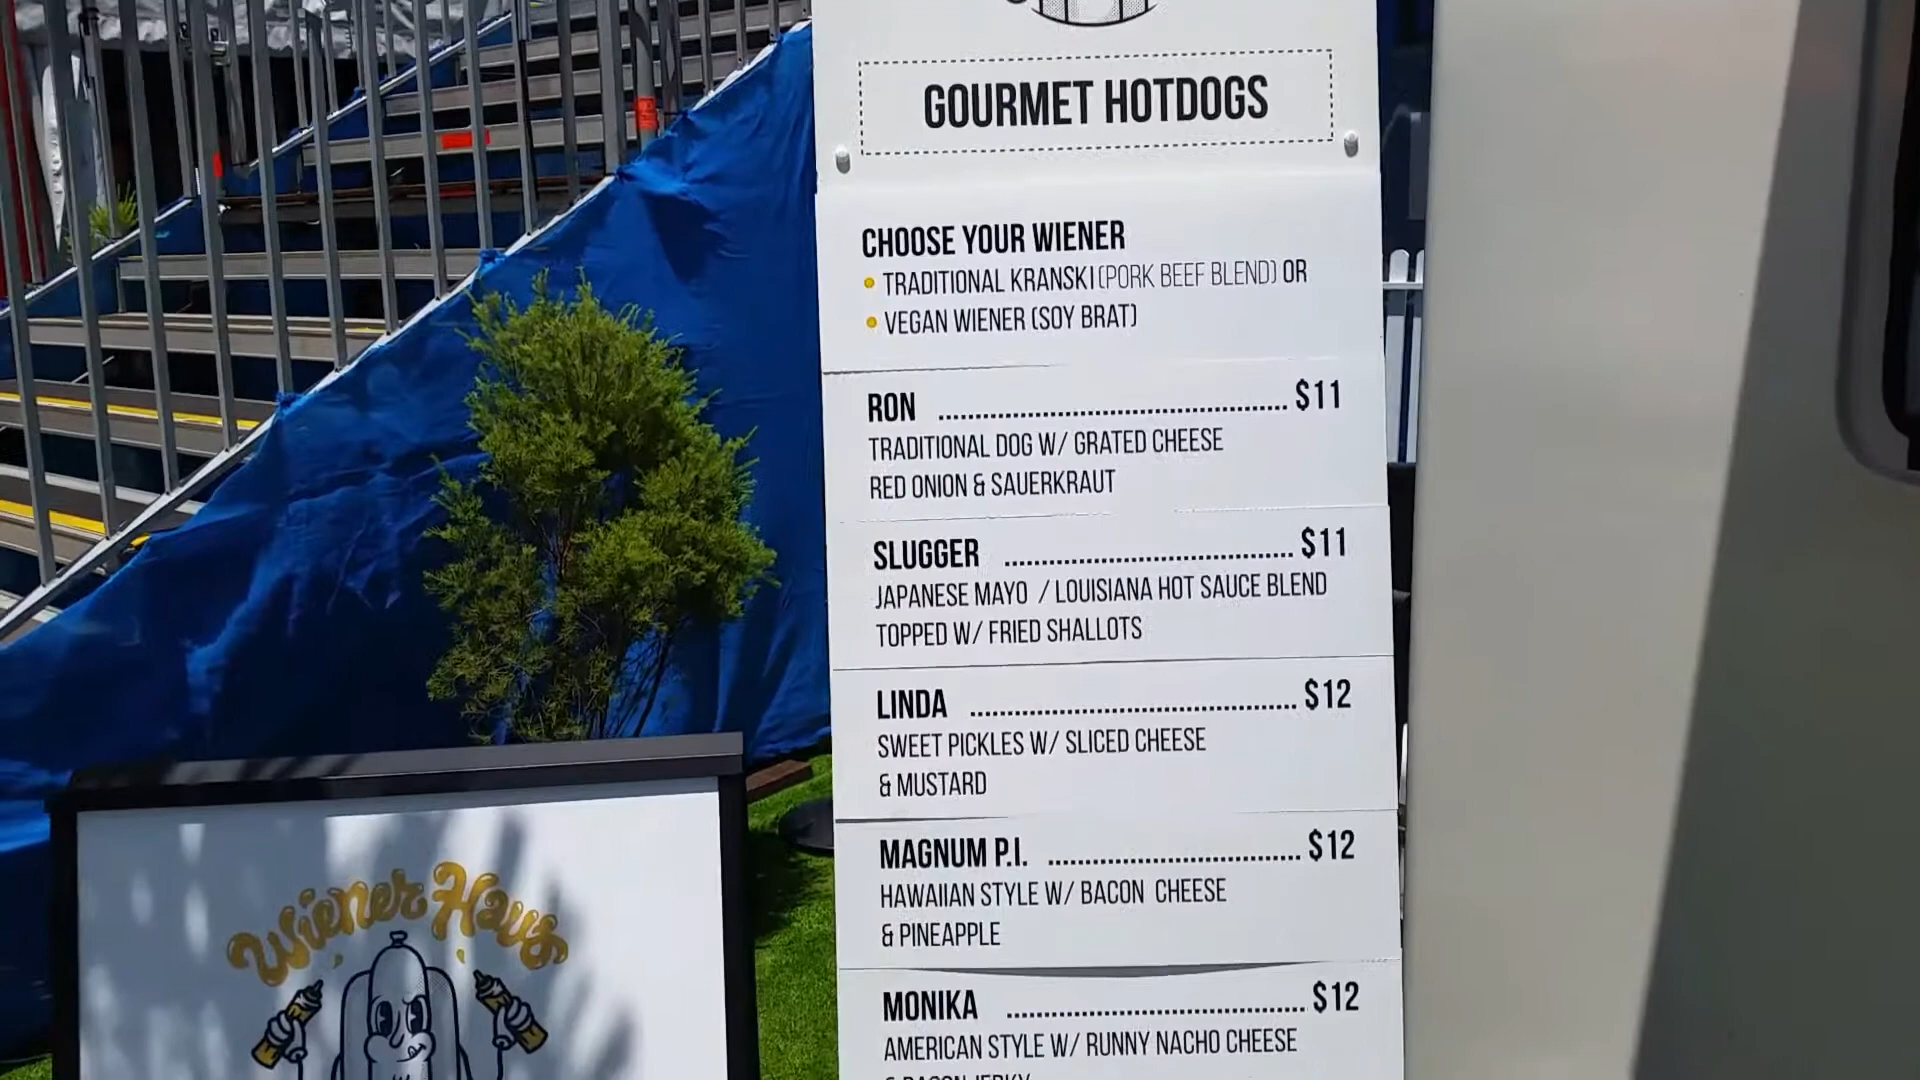 GOURMET HOTDOGS
CHOOSE YOUR WIENER
• TRADITIONAL KRANSKI (PORK BEEF BLEND) OR
• VEGAN WIENER (SOY BRAT)
RON ................................................ $11
TRADITIONAL DOG W/ GRATED CHEESE
RED ONION & SAUERKRAUT
SLUGGER ....................................... $11
JAPANESE MAYO / LOUISIANA HOT SAUCE BLEND
TOPPED W/ FRIED SHALLOTS
LINDA ............................................ $12
SWEET PICKLES W/ SLICED CHEESE
& MUSTARD
MAGNUM P.I. .................................. $12
HAWAIIAN STYLE W/ BACON CHEESE
& PINEAPPLE
MONIKA ........................................ $12
AMERICAN STYLE W/ RUNNY NACHO CHEESE
& BACON JERKY
Wiener Haus